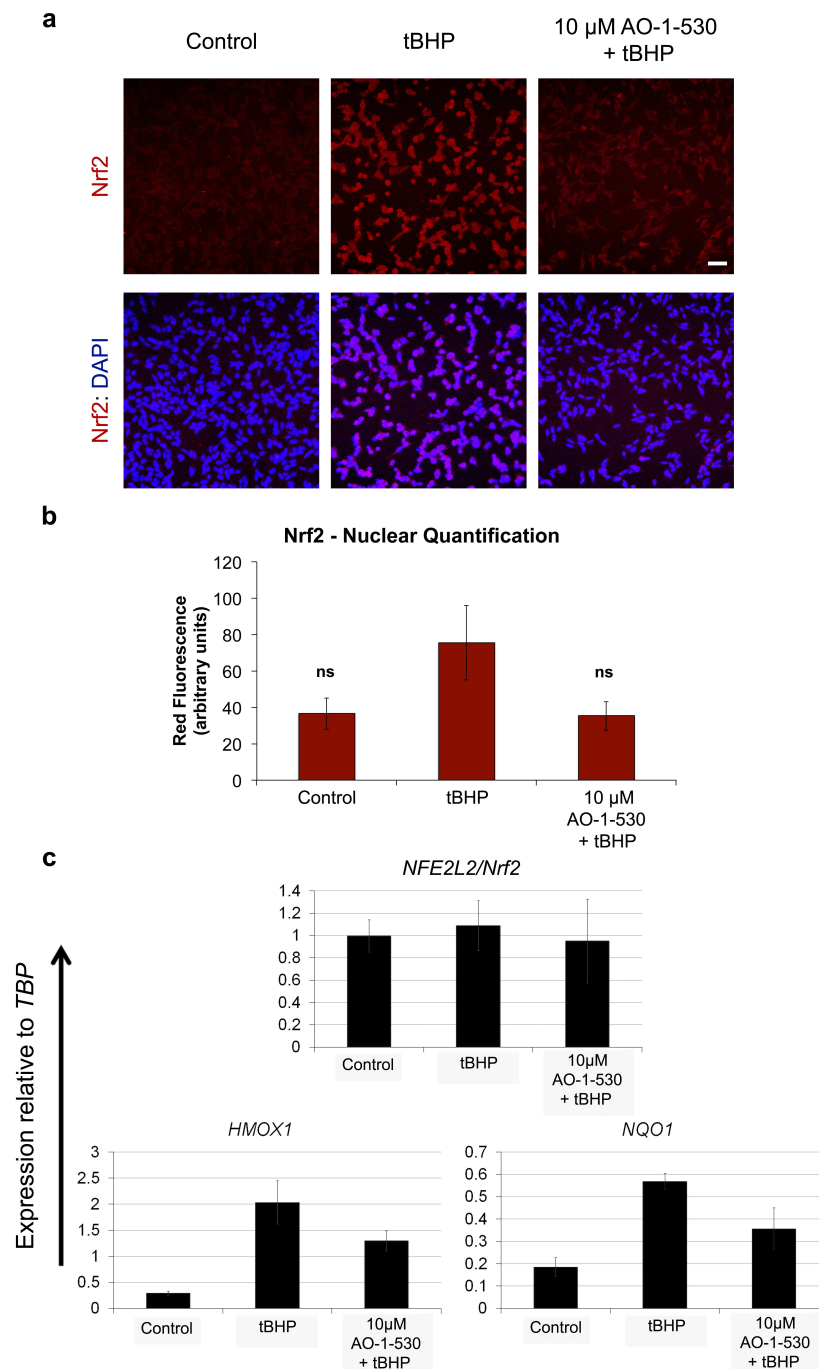 a
Control
tBHP
10 µM AO-1-530
+ tBHP
Nrf2
Nrf2: DAPI
b
Nrf2 - Nuclear Quantification
Red Fluorescence
(arbitrary units)
120
100
80
60
40
20
0
ns
ns
Control
tBHP
10 µM
AO-1-530
+ tBHP
c
Expression relative to TBP
NFE2L2/Nrf2
1.4
1.2
1
0.8
0.6
0.4
0.2
0
Control
tBHP
10µM
AO-1-530
+ tBHP
HMOX1
3
2.5
2
1.5
1
0.5
0
Control
tBHP
10µM
AO-1-530
+ tBHP
NQO1
0.7
0.6
0.5
0.4
0.3
0.2
0.1
0
Control
tBHP
10µM
AO-1-530
+ tBHP